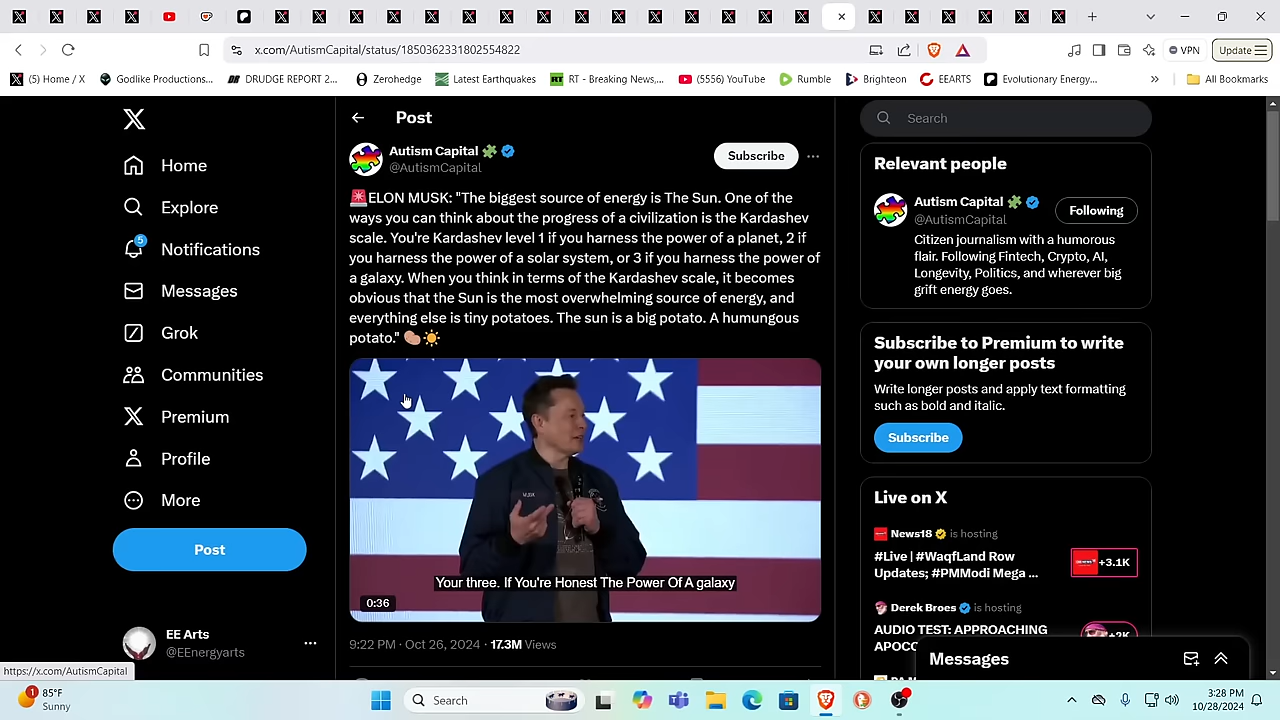 x.com/AutismCapital/status/1850362331802554822
VPN
Update
(5) Home / X
Godlike Productions...
DRUDGE REPORT 2...
Zerohedge
Latest Earthquakes
RT - Breaking News,...
(5556) YouTube
Rumble
Brighteon
EEARTS
Evolutionary Energy...
»
All Bookmarks
Home
Explore
5
Notifications
Messages
Grok
Communities
Premium
Profile
More
Post
EE Arts
@EEnergyarts
https://x.com/AutismCapital
Post
Autism Capital
@AutismCapital
Subscribe
🚨ELON MUSK: "The biggest source of energy is The Sun. One of the
ways you can think about the progress of a civilization is the Kardashev
scale. You're Kardashev level 1 if you harness the power of a planet, 2 if
you harness the power of a solar system, or 3 if you harness the power of
a galaxy. When you think in terms of the Kardashev scale, it becomes
obvious that the Sun is the most overwhelming source of energy, and
everything else is tiny potatoes. The sun is a big potato. A humungous
potato." 🥔☀️
Your three. If You're Honest The Power Of A galaxy
0:36
9:22 PM · Oct 26, 2024 · 17.3M Views
Search
Relevant people
Autism Capital
@AutismCapital
Following
Citizen journalism with a humorous
flair. Following Fintech, Crypto, AI,
Longevity, Politics, and wherever big
grift energy goes.
Subscribe to Premium to write
your own longer posts
Write longer posts and apply text formatting
such as bold and italic.
Subscribe
Live on X
News18 is hosting
#Live | #WaqfLand Row
Updates; #PMModi Mega ...
+3.1K
Derek Broes is hosting
AUDIO TEST: APPROACHING
APOCO
+2K
Messages
1
85°F
Sunny
Search
3:28 PM
10/28/2024